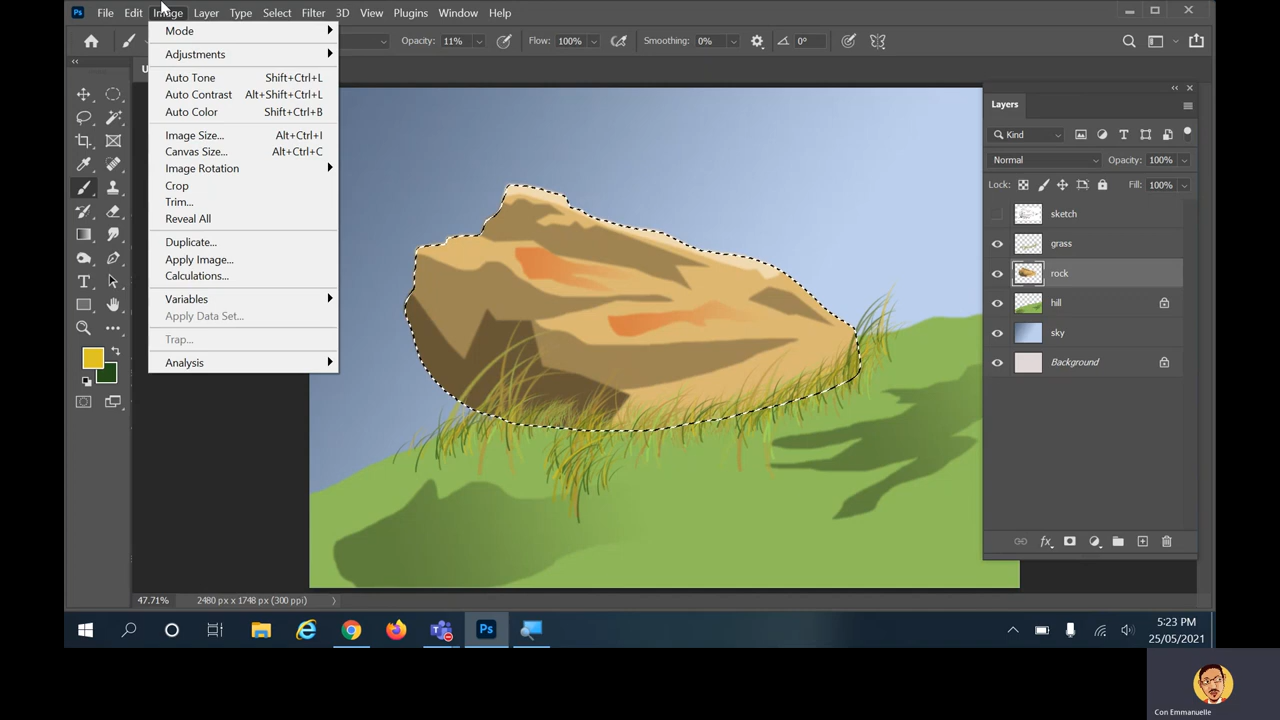 Ps File Edit Image Layer Type Select Filter 3D View Plugins Window Help
Opacity: 11% Flow: 100% Smoothing: 0% 0°
U
Mode
Adjustments
Auto Tone Shift+Ctrl+L
Auto Contrast Alt+Shift+Ctrl+L
Auto Color Shift+Ctrl+B
Image Size... Alt+Ctrl+I
Canvas Size... Alt+Ctrl+C
Image Rotation
Crop
Trim...
Reveal All
Duplicate...
Apply Image...
Calculations...
Variables
Apply Data Set...
Trap...
Analysis
Layers
Kind
Normal Opacity: 100%
Lock: Fill: 100%
sketch
grass
rock
hill
sky
Background
fx
47.71% 2480 px x 1748 px (300 ppi)
Ps
5:23 PM
25/05/2021
Con Emmanuelle